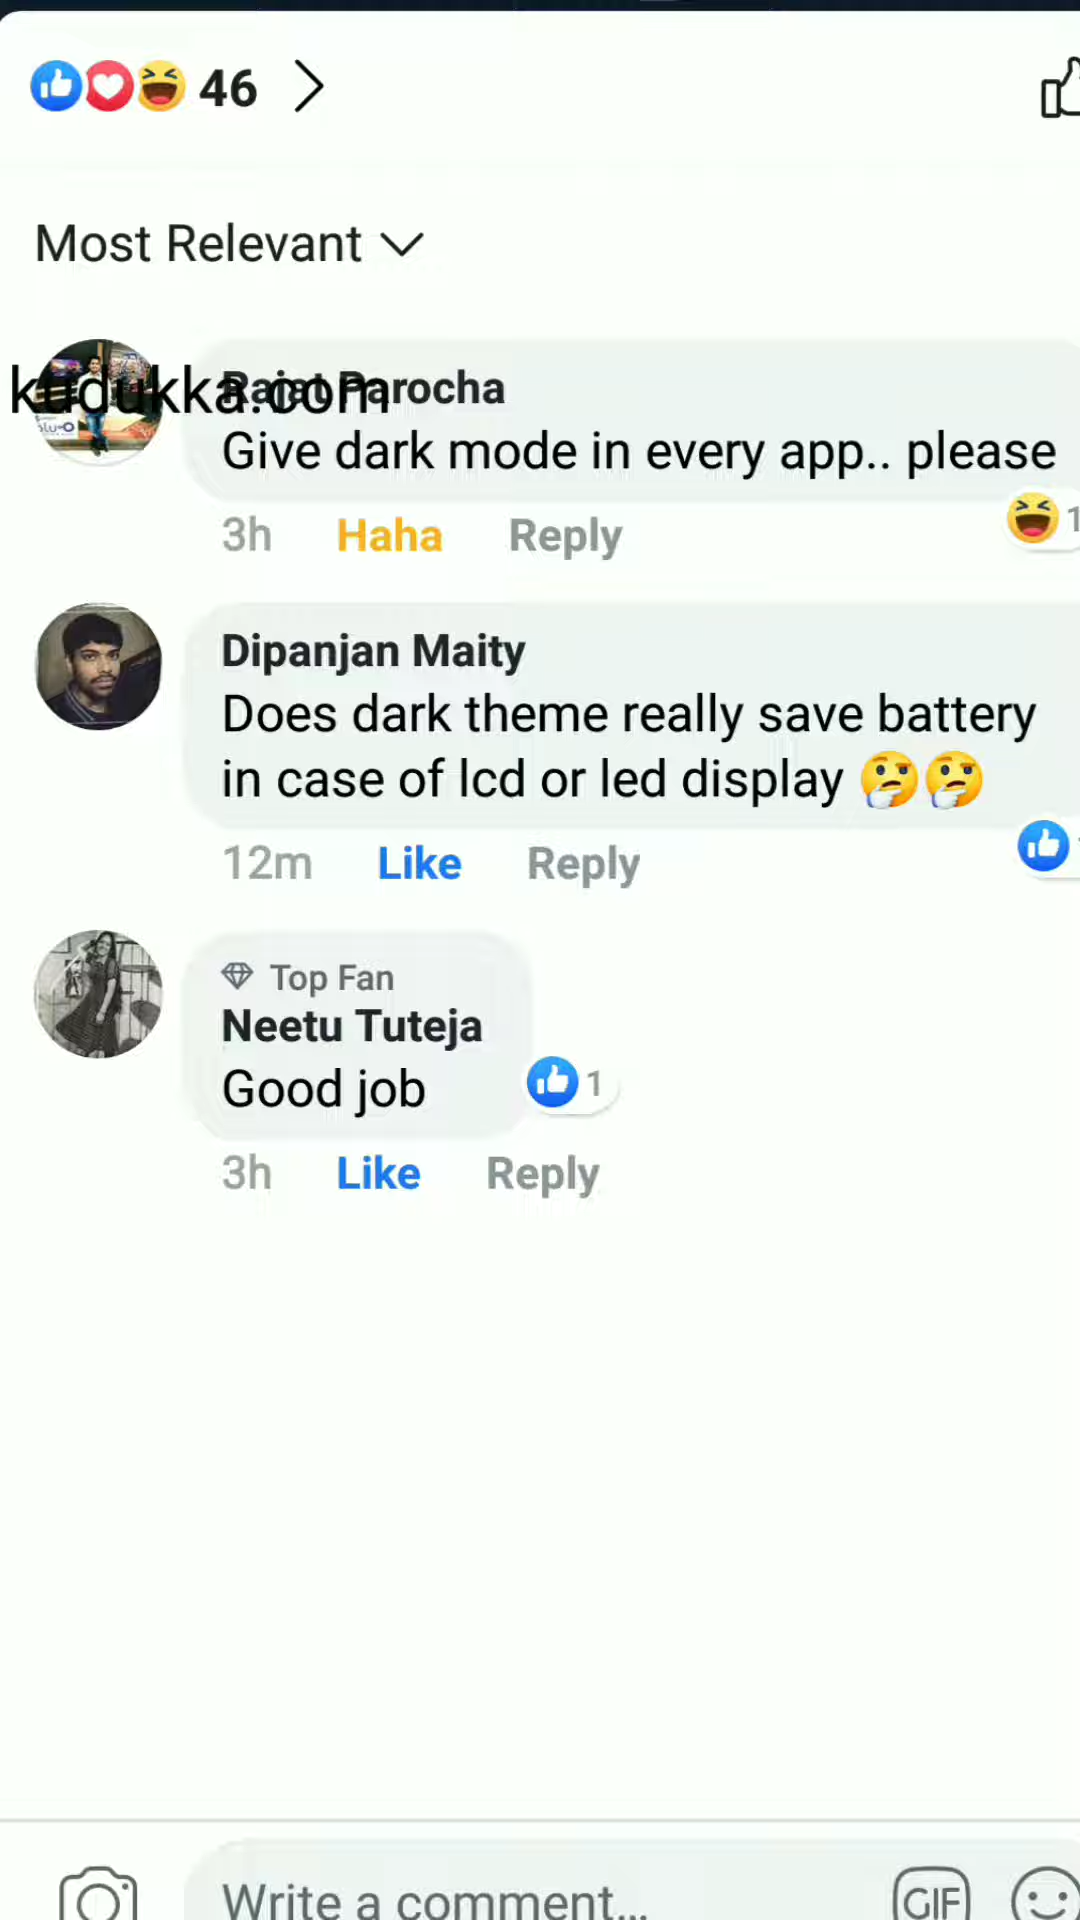 46
Most Relevant
kudukka.com
Rajat Parocha
Give dark mode in every app.. please
3h Haha Reply
1
Dipanjan Maity
Does dark theme really save battery
in case of lcd or led display 🤔🤔
12m Like Reply
Top Fan
Neetu Tuteja
Good job
1
3h Like Reply
Write a comment...
GIF